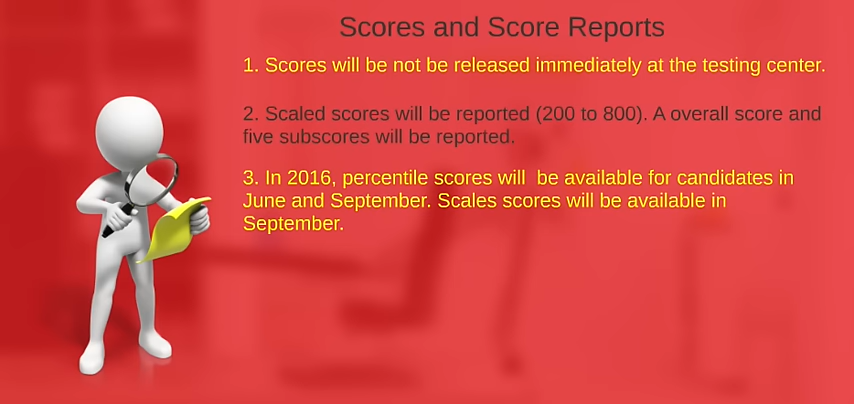 Scores and Score Reports
1. Scores will be not be released immediately at the testing center.
2. Scaled scores will be reported (200 to 800). A overall score and
five subscores will be reported.
3. In 2016, percentile scores will  be available for candidates in
June and September. Scales scores will be available in
September.